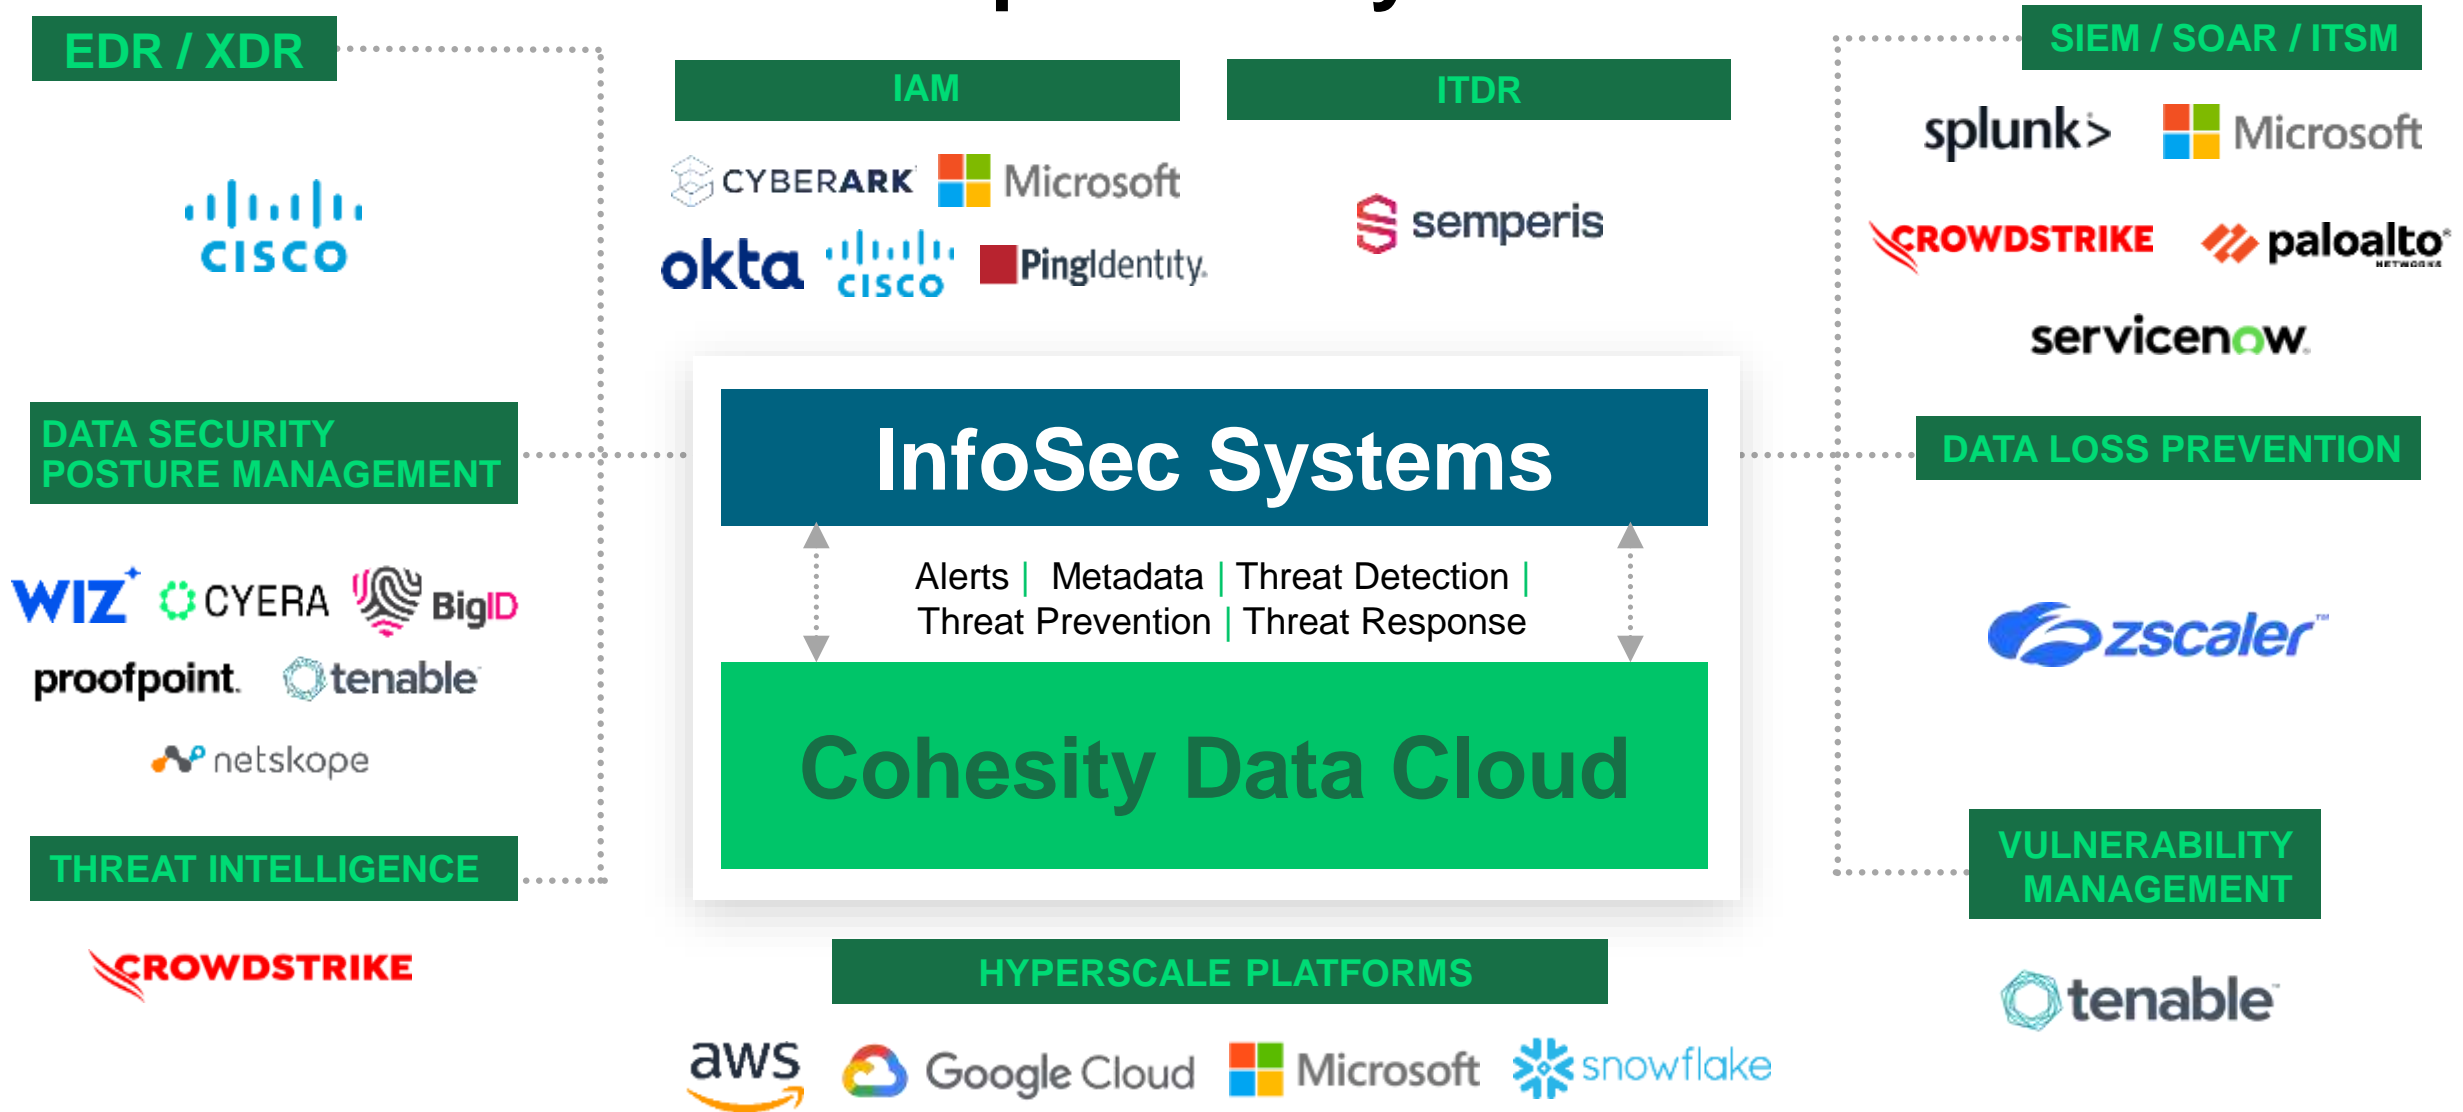 EDR / XDR
IAM
ITDR
SIEM / SOAR / ITSM
CISCO
CYBERARK
Microsoft
okta
CISCO
PingIdentity.
semperis
splunk>
Microsoft
CROWDSTRIKE
paloalto
NETWORKS
servicenow.
DATA SECURITY
POSTURE MANAGEMENT
WIZ
CYERA
BigID
proofpoint.
tenable
netskope
THREAT INTELLIGENCE
CROWDSTRIKE
InfoSec Systems
Alerts | Metadata | Threat Detection |
Threat Prevention | Threat Response
Cohesity Data Cloud
DATA LOSS PREVENTION
zscaler™
VULNERABILITY
MANAGEMENT
tenable
HYPERSCALE PLATFORMS
aws
Google Cloud
Microsoft
snowflake